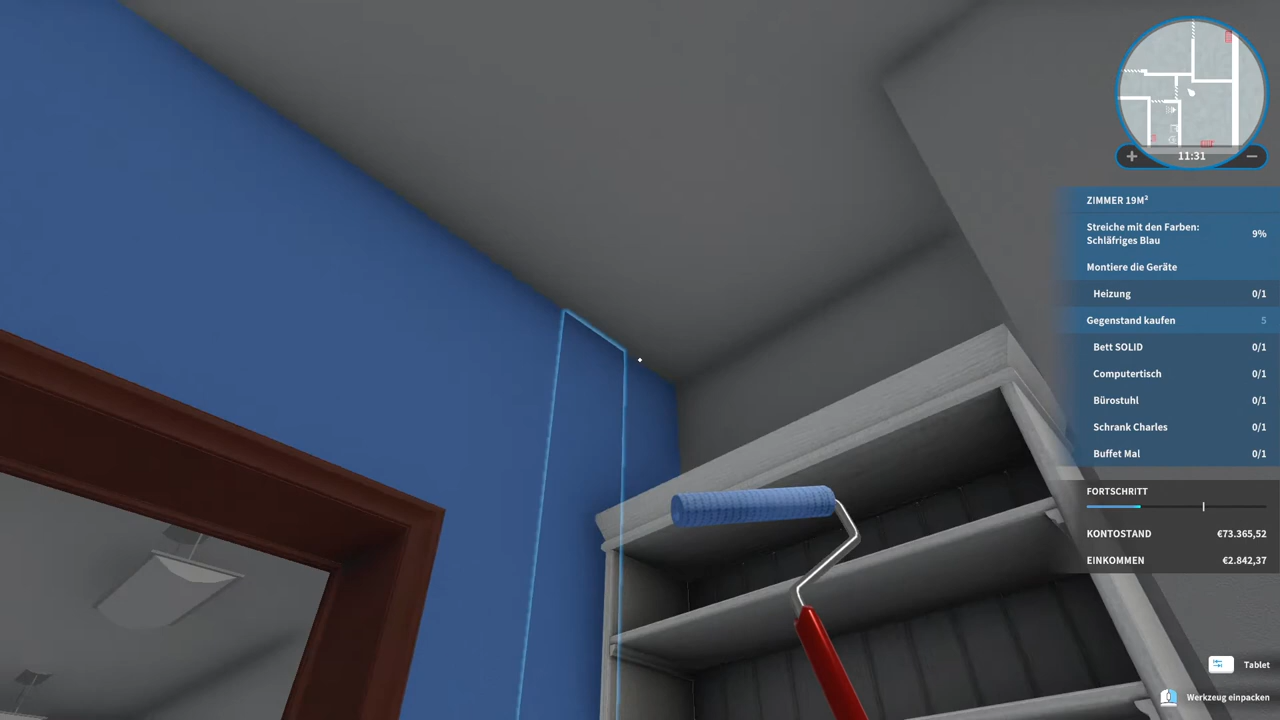 11:31
ZIMMER 19M²
Streiche mit den Farben:
Schläfriges Blau
9%
Montiere die Geräte
Heizung 0/1
Gegenstand kaufen 5
Bett SOLID 0/1
Computertisch 0/1
Bürostuhl 0/1
Schrank Charles 0/1
Buffet Mal 0/1
FORTSCHRITT
KONTOSTAND €73.365,52
EINKOMMEN €2.842,37
Tablet
Werkzeug einpacken